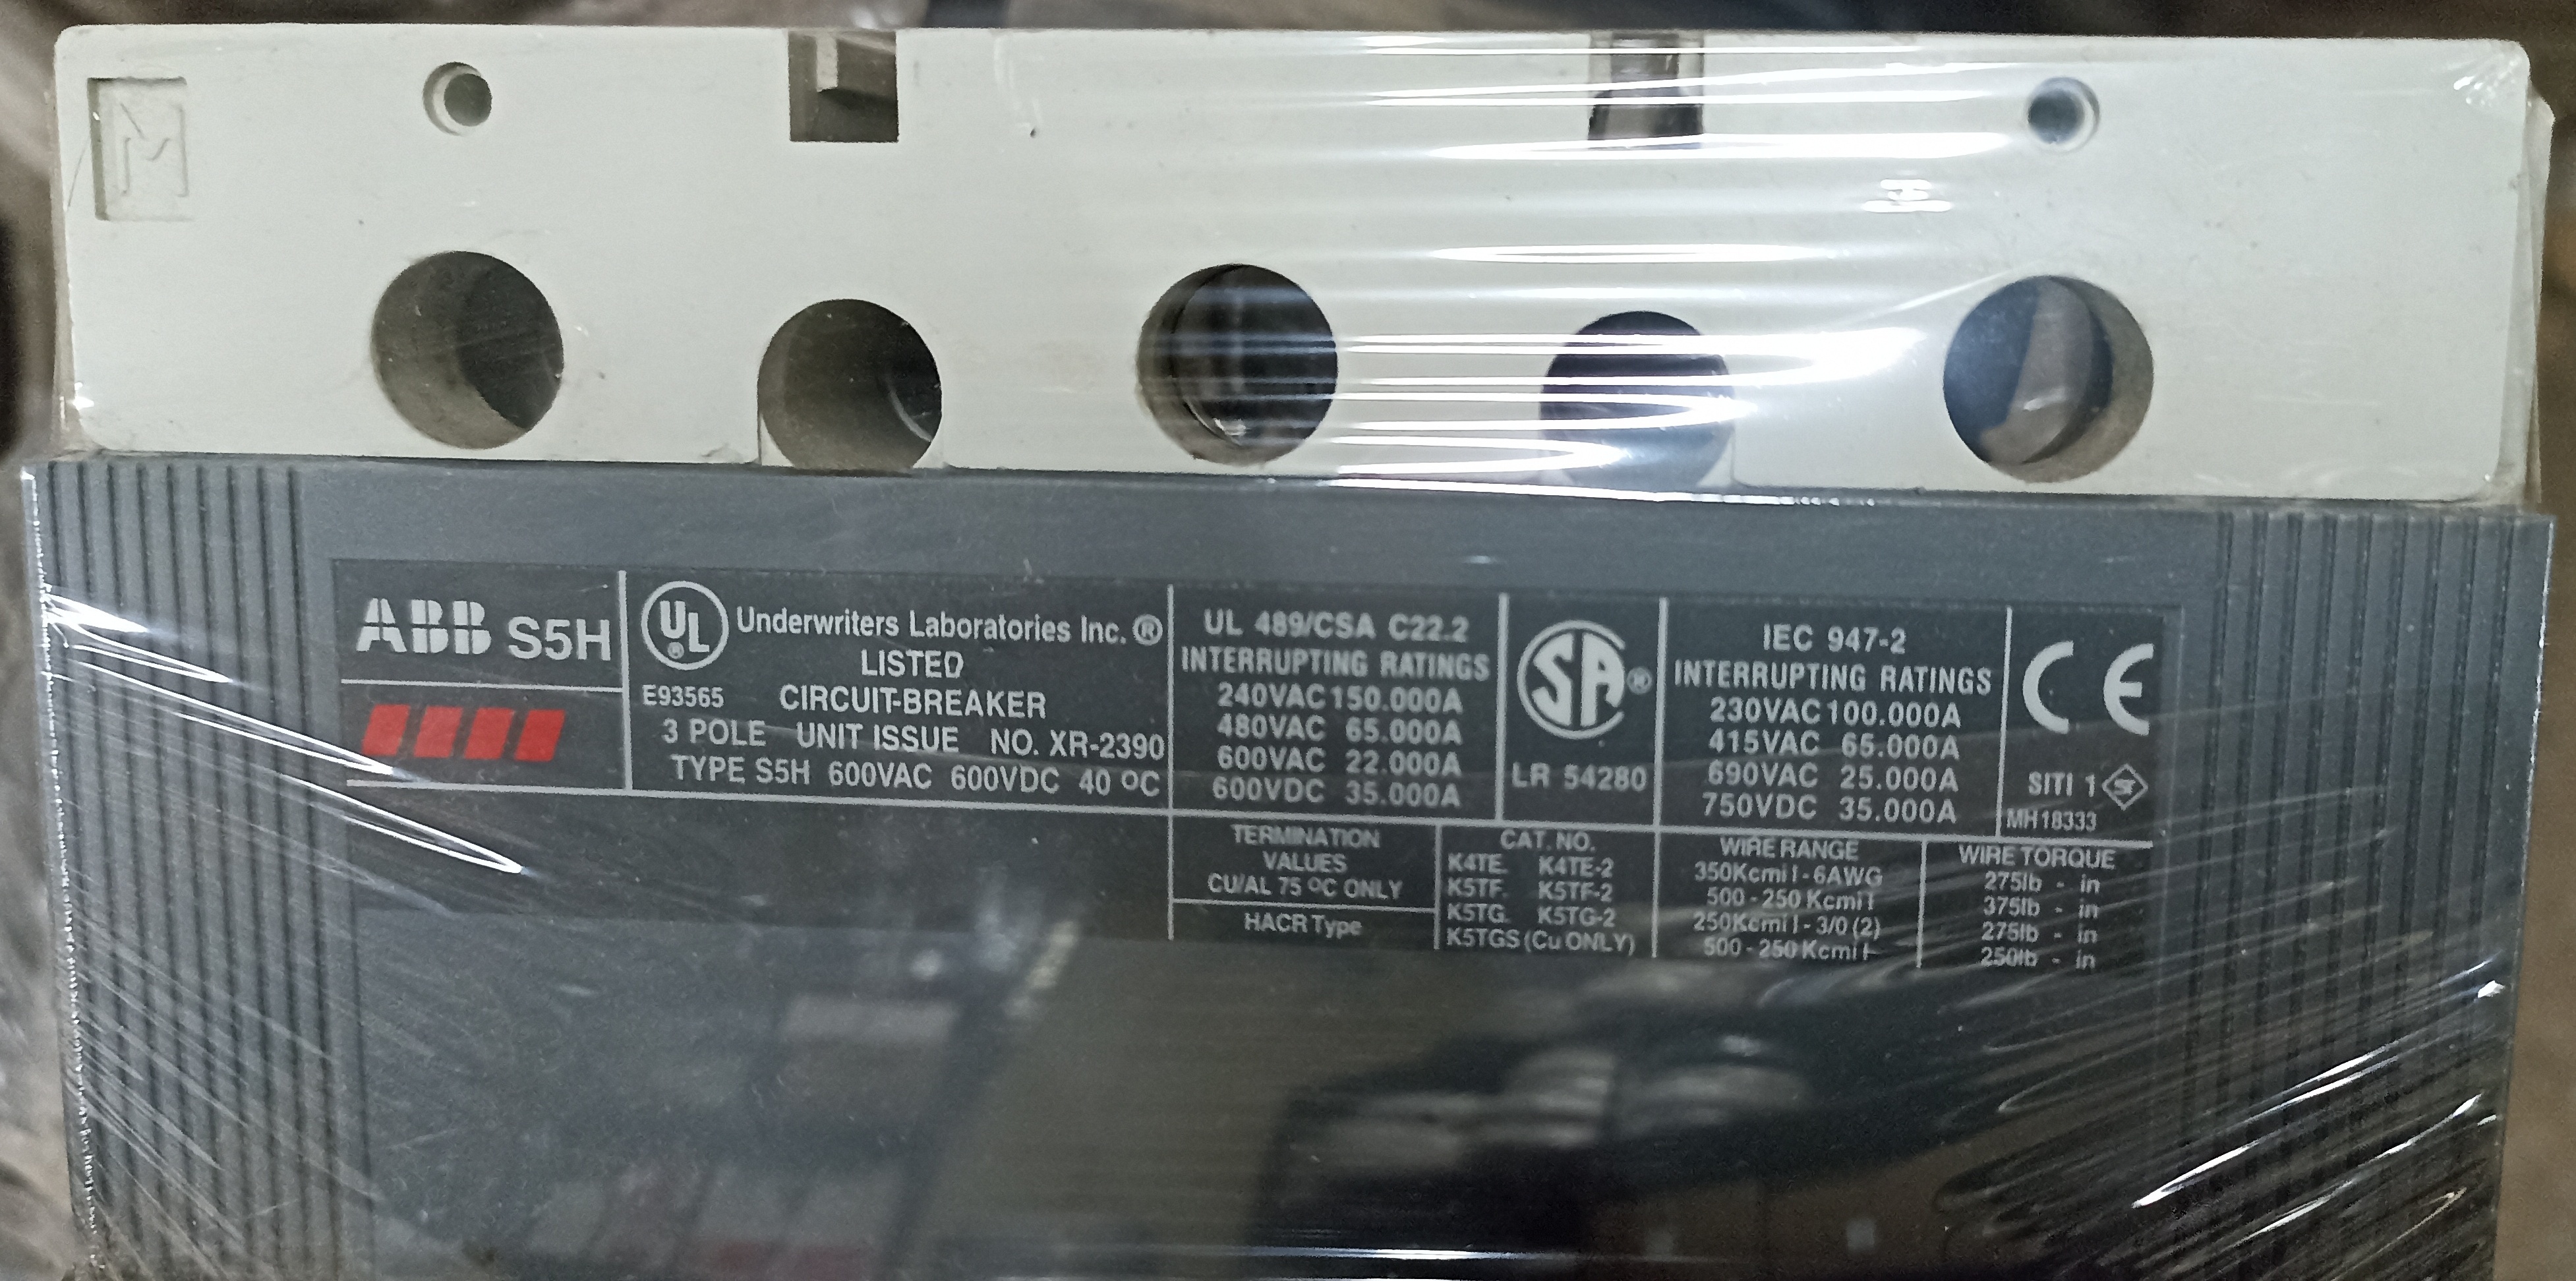 M
ABB S5H
UL ®
Underwriters Laboratories Inc. ®
LISTED
E93565 CIRCUIT-BREAKER
3 POLE UNIT ISSUE NO. XR-2390
TYPE S5H 600VAC 600VDC 40 ºC
UL 489/CSA C22.2
INTERRUPTING RATINGS
240VAC 150.000A
480VAC 65.000A
600VAC 22.000A
600VDC 35.000A
SA ®
LR 54280
IEC 947-2
INTERRUPTING RATINGS
230VAC 100.000A
415VAC 65.000A
690VAC 25.000A
750VDC 35.000A
CE
SITI 1
MH18333
TERMINATION
VALUES
CU/AL 75 ºC ONLY
HACR Type
CAT. NO.
K4TE K4TE-2
K5TF. K5TF-2
K5TG. K5TG-2
K5TGS (Cu ONLY)
WIRE RANGE
350Kcmil - 6AWG
500 - 250 Kcmil
250Kcmil - 3/0 (2)
500 - 250 Kcmil
WIRE TORQUE
275lb - in
375lb - in
275lb - in
250lb - in